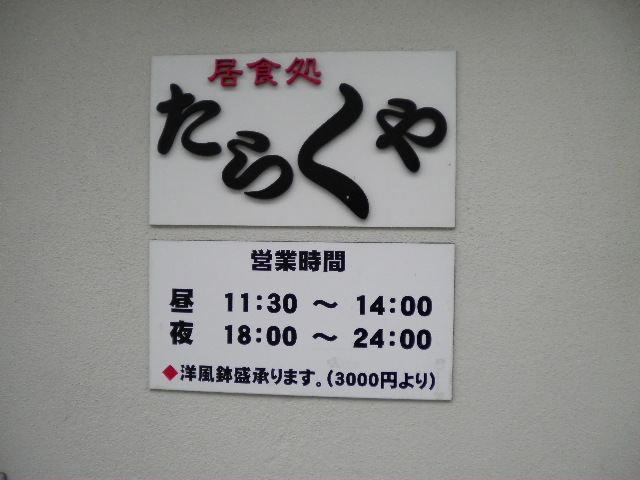 居食処
たらくや
営業時間
昼 11:30 ～ 14:00
夜 18:00 ～ 24:00
◆洋風鉢盛承ります。(3000円より)